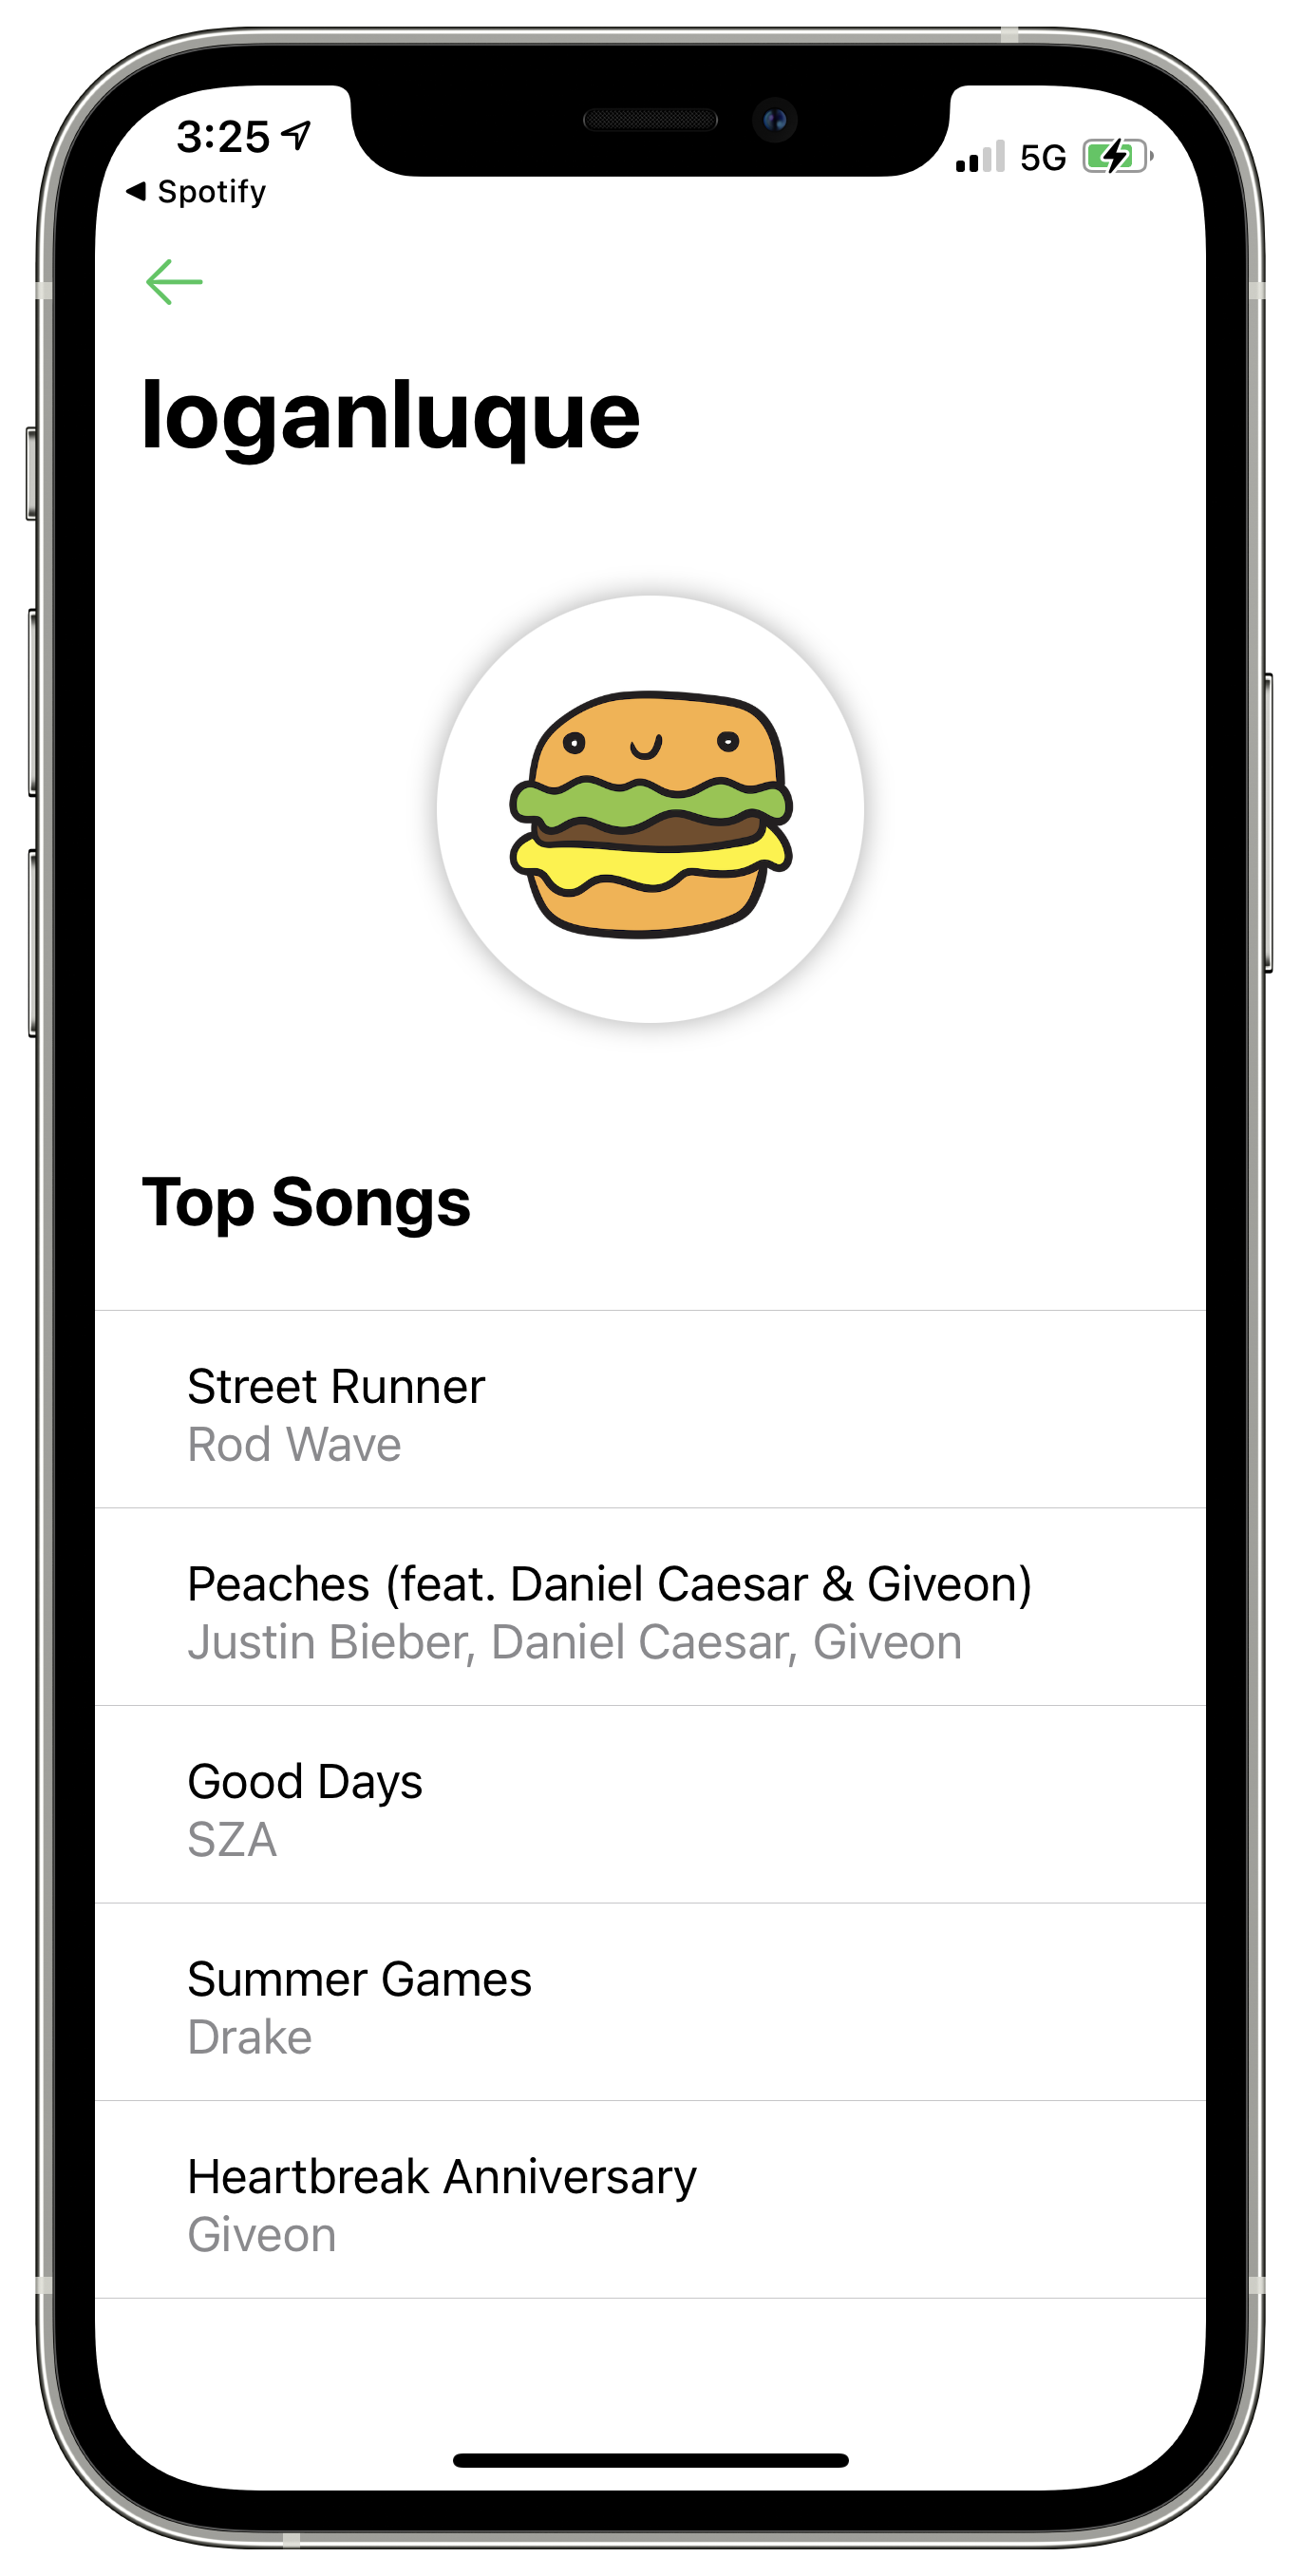 3:25
5G
◀ Spotify
loganluque
Top Songs
Street Runner
Rod Wave
Peaches (feat. Daniel Caesar & Giveon)
Justin Bieber, Daniel Caesar, Giveon
Good Days
SZA
Summer Games
Drake
Heartbreak Anniversary
Giveon